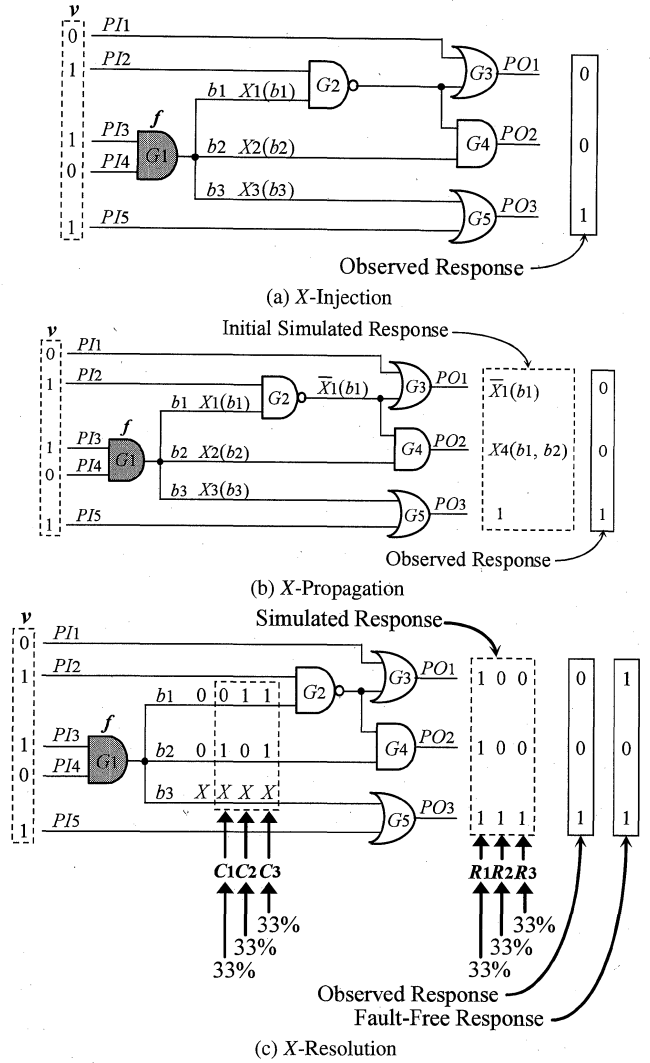 v
0 PI1
1 PI2
b1 X1(b1)
G2
G3 PO1 0
f
1 PI3
0 PI4
G1
b2 X2(b2)
G4 PO2 0
b3 X3(b3)
1 PI5
G5 PO3 1
Observed Response
(a) X-Injection
Initial Simulated Response
v
0 PI1
1 PI2
b1 X1(b1)
G2 X̅1(b1)
G3 PO1 X̅1(b1) 0
f
1 PI3
0 PI4
G1
b2 X2(b2)
G4 PO2 X4(b1, b2) 0
b3 X3(b3)
1 PI5
G5 PO3 1 1
Observed Response
(b) X-Propagation
Simulated Response
v
0 PI1
1 PI2
b1 0 0 1 1
G2
G3 PO1 1 0 0 0 1
f
1 PI3
0 PI4
G1
b2 0 1 0 1
G4 PO2 1 0 0 0 0
b3 X X X X
1 PI5
G5 PO3 1 1 1 1 1
C1 C2 C3
R1 R2 R3
33% 33%
33% 33%
33% 33%
Observed Response
Fault-Free Response
(c) X-Resolution